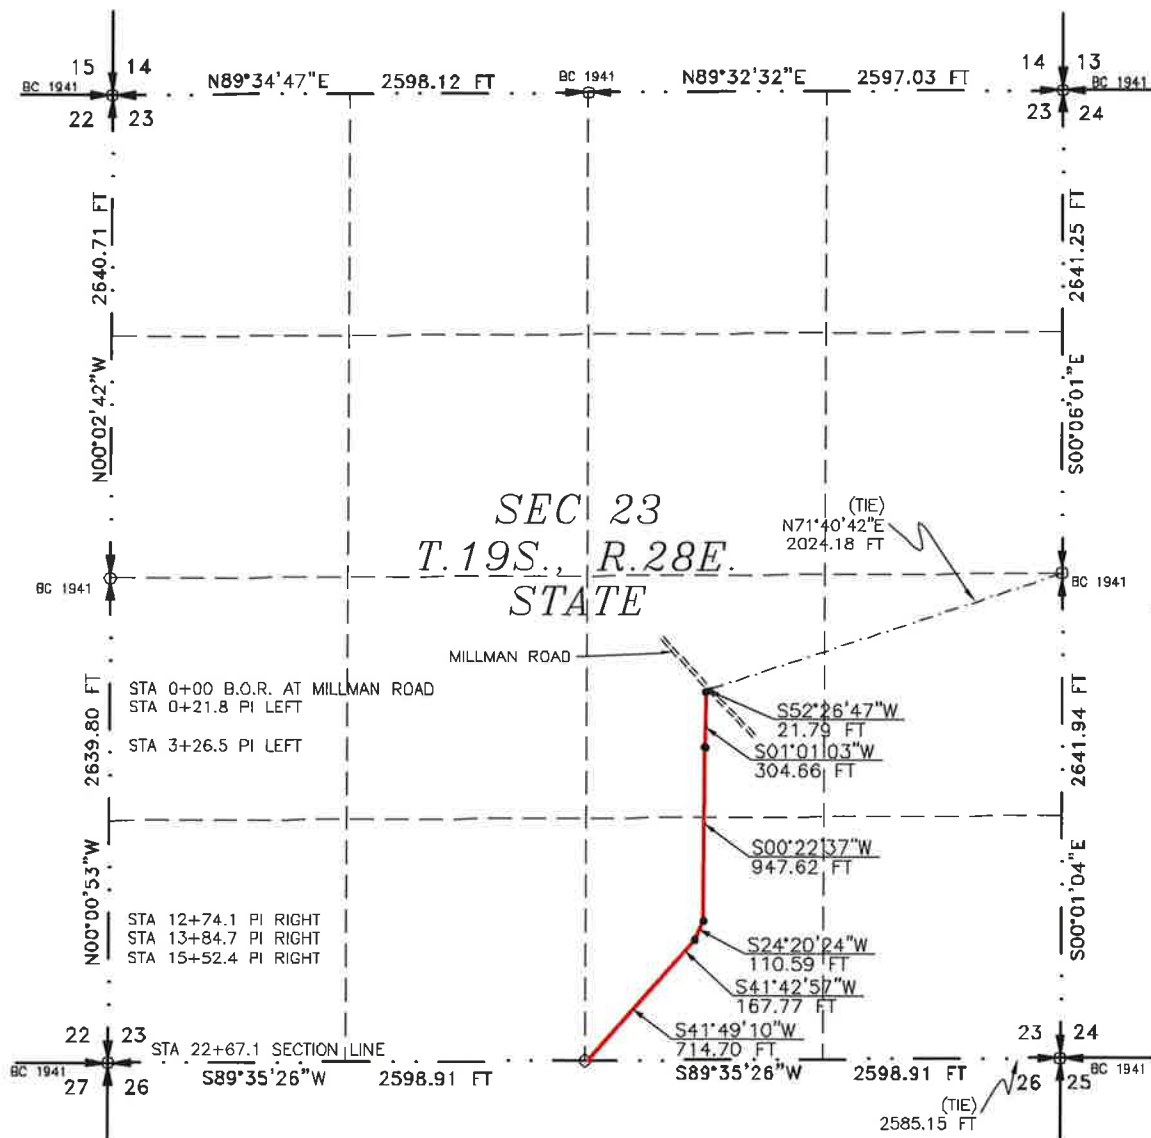 15 14
BC 1941
22 23
N89°34'47"E 2598.12 FT
BC 1941
N89°32'32"E 2597.03 FT
14 13
BC 1941
23 24
2640.71 FT
N00°02'42"W
2641.25 FT
S00°06'01"E
SEC 23
T.19S., R.28E.
STATE
(TIE)
N71°40'42"E
2024.18 FT
BC 1941
BC 1941
MILLMAN ROAD
STA 0+00 B.O.R. AT MILLMAN ROAD
STA 0+21.8 PI LEFT
STA 3+26.5 PI LEFT
S52°26'47"W
21.79 FT
S01°01'03"W
304.66 FT
2639.80 FT
N00°00'53"W
2641.94 FT
S00°01'04"E
S00°22'37"W
947.62 FT
STA 12+74.1 PI RIGHT
STA 13+84.7 PI RIGHT
STA 15+52.4 PI RIGHT
S24°20'24"W
110.59 FT
S41°42'57"W
167.77 FT
S41°49'10"W
714.70 FT
22 23
STA 22+67.1 SECTION LINE
BC 1941
27 26
S89°35'26"W 2598.91 FT
S89°35'26"W 2598.91 FT
23 24
BC 1941
26 25
(TIE)
2585.15 FT